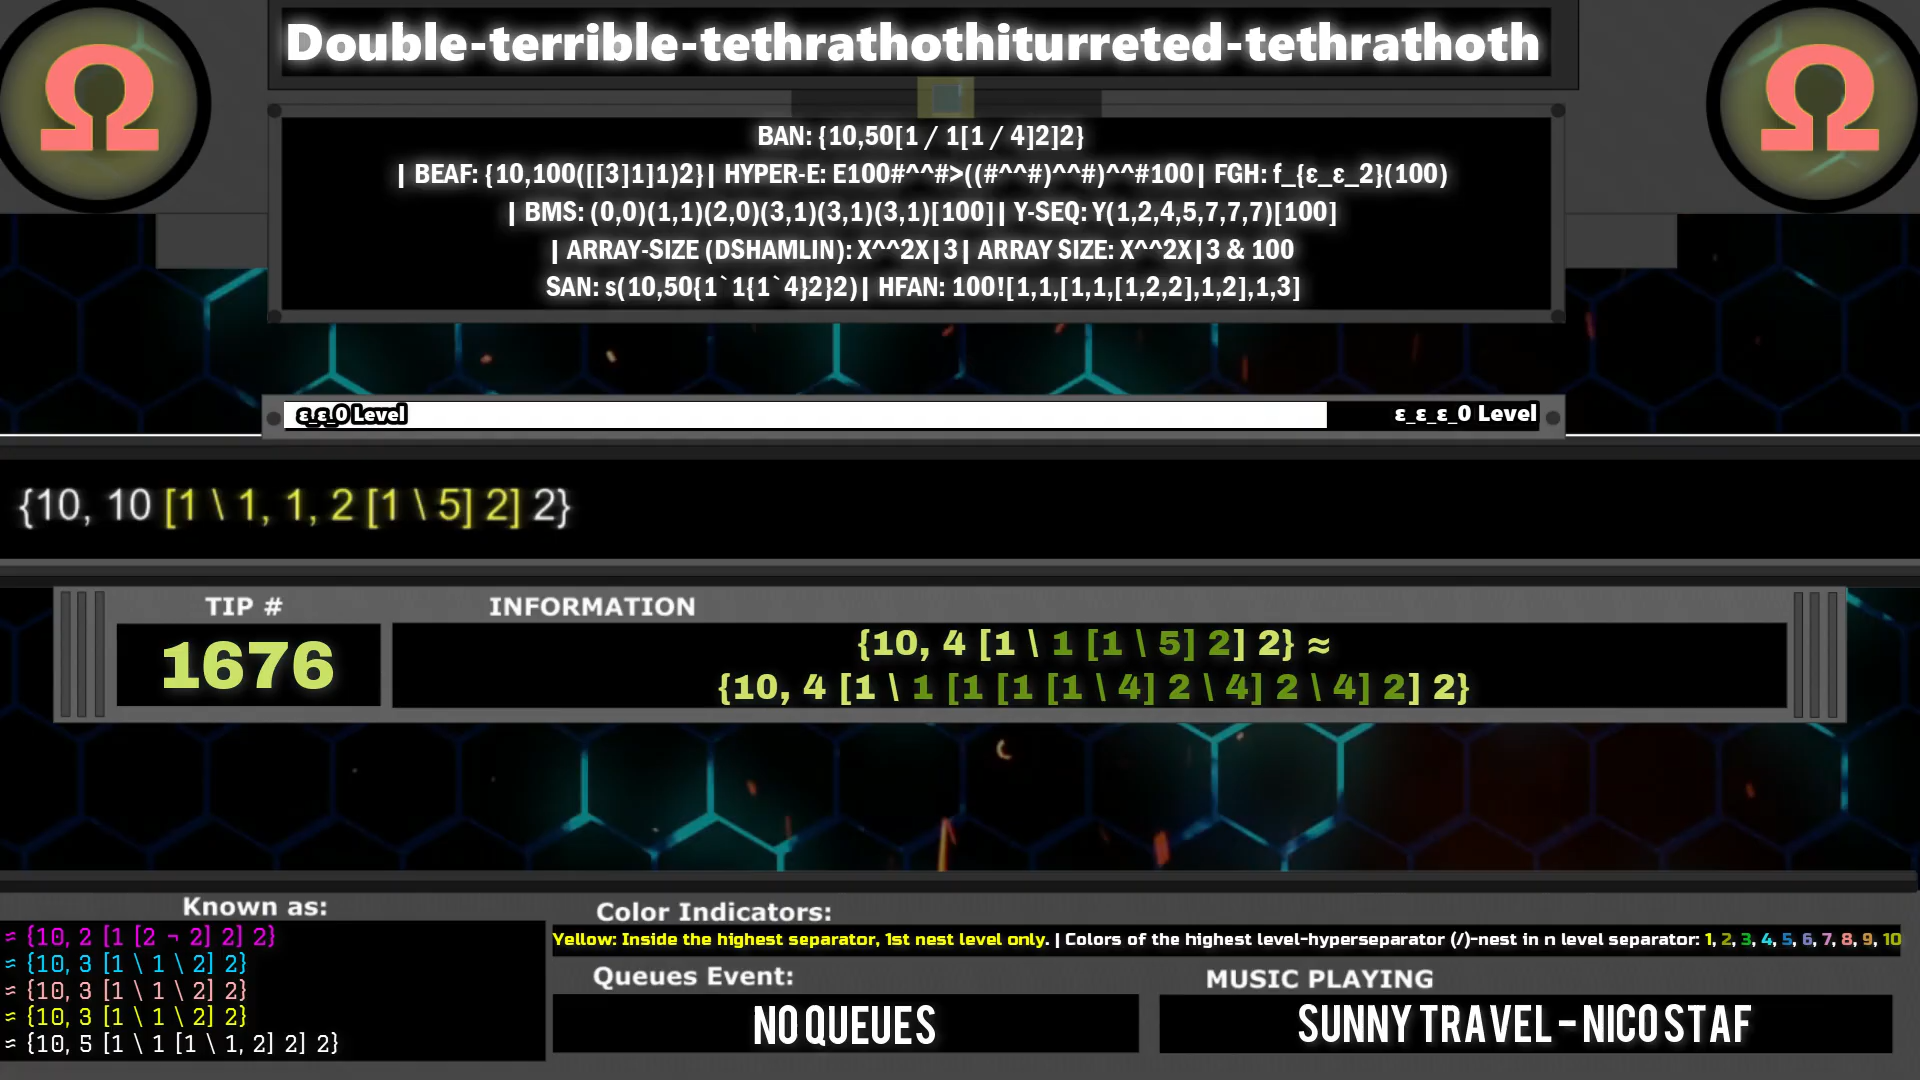 Ω Double-terrible-tethrathothiturreted-tethrathoth Ω
BAN: {10,50[1 / 1[1 / 4]2]2}
| BEAF: {10,100([[3]1]1)2}| HYPER-E: E100#^^#>((#^^#)^^#)^^#100| FGH: f_{ε_ε_2}(100)
| BMS: (0,0)(1,1)(2,0)(3,1)(3,1)(3,1)[100]| Y-SEQ: Y(1,2,4,5,7,7,7)[100]
| ARRAY-SIZE (DSHAMLIN): X^^2X|3| ARRAY SIZE: X^^2X|3 & 100
SAN: s(10,50{1`1{1`4}2}2)| HFAN: 100![1,1,[1,1,[1,2,2],1,2],1,3]
ε_ε_0 Level
ε_ε_ε_0 Level
{10, 10 [1 \ 1, 1, 2 [1 \ 5] 2] 2}
TIP #
1676
INFORMATION
{10, 4 [1 \ 1 [1 \ 5] 2] 2} ≈
{10, 4 [1 \ 1 [1 [1 [1 \ 4] 2 \ 4] 2 \ 4] 2] 2}
Known as:
≈ {10, 2 [1 [2 ¬ 2] 2] 2}
≈ {10, 3 [1 \ 1 \ 2] 2}
≈ {10, 3 [1 \ 1 \ 2] 2}
≈ {10, 3 [1 \ 1 \ 2] 2}
≈ {10, 5 [1 \ 1 [1 \ 1, 2] 2] 2}
Color Indicators:
Yellow: Inside the highest separator, 1st nest level only. | Colors of the highest level-hyperseparator (/)-nest in n level separator: 1, 2, 3, 4, 5, 6, 7, 8, 9, 10
Queues Event:
NO QUEUES
MUSIC PLAYING
SUNNY TRAVEL – NICO STAF